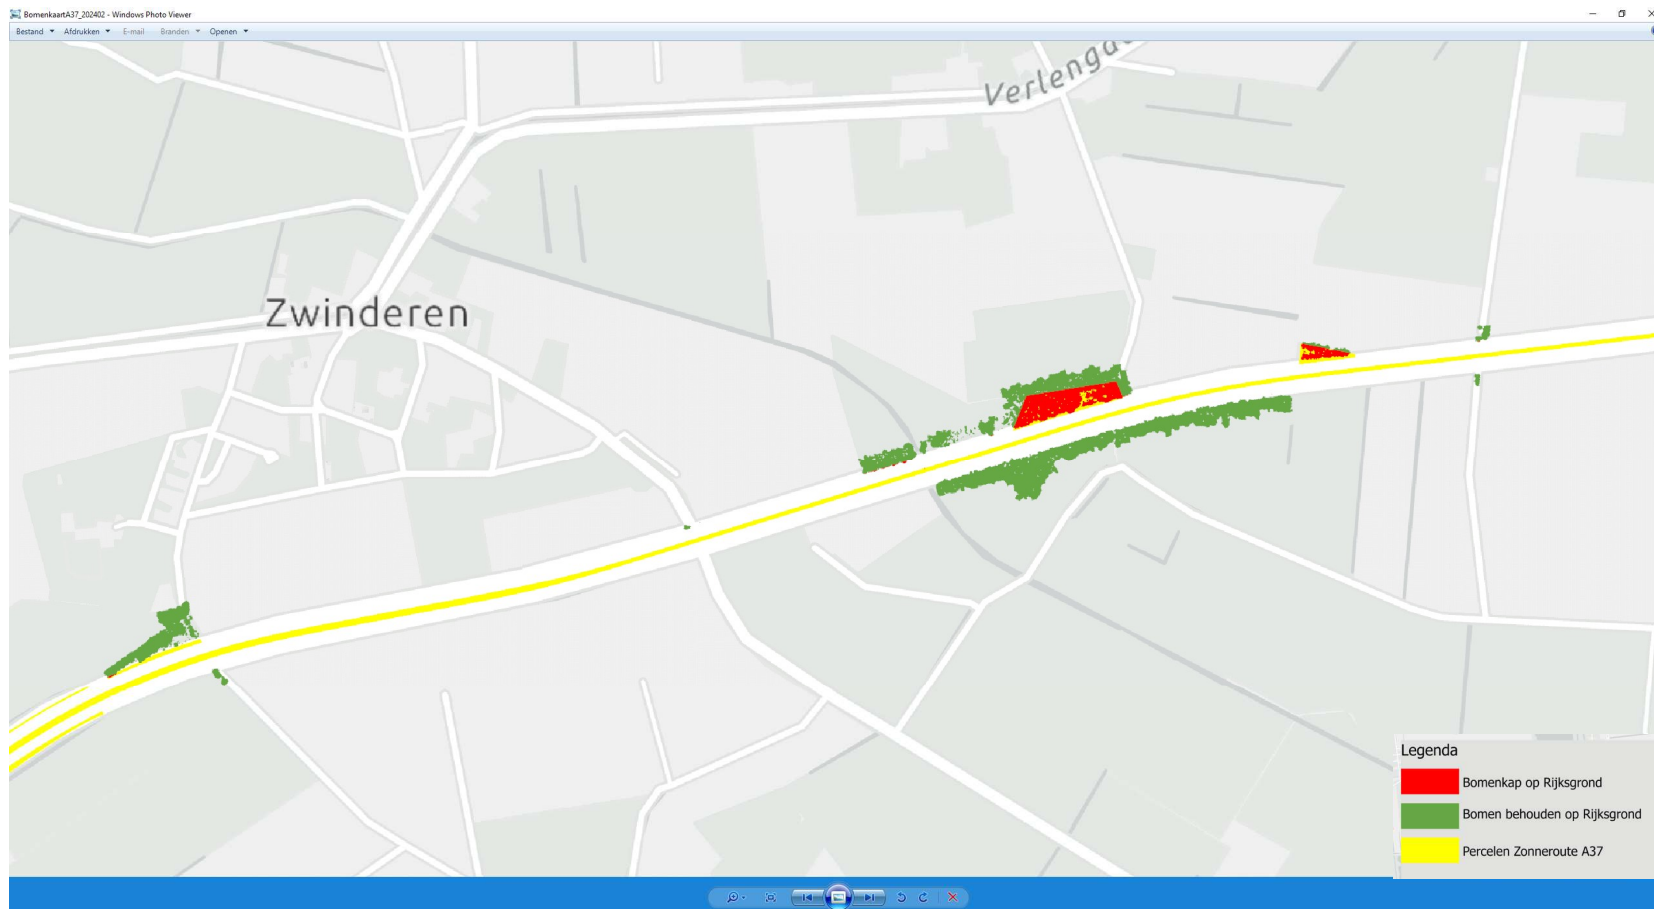 BomenkaartA37_202402 - Windows Photo Viewer
Bestand Afdrukken E-mail Branden Openen
Zwinderen
Legenda
Bomenkap op Rijksgrond
Bomen behouden op Rijksgrond
Percelen Zonneroute A37